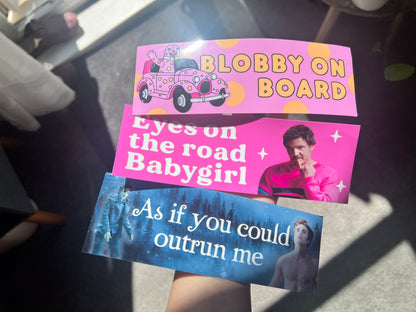 BLOBBY ON
BOARD
Eyes on
the road
Babygirl
As if you could
outrun me